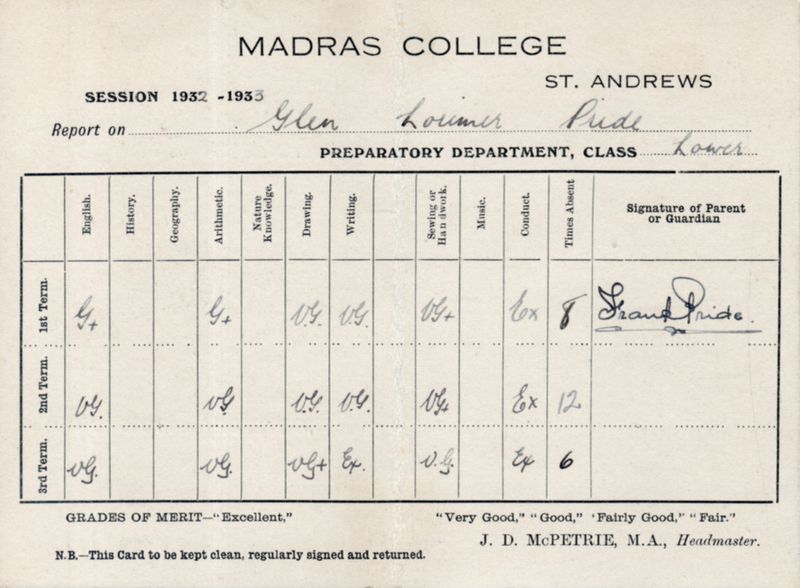 MADRAS COLLEGE
ST. ANDREWS
SESSION 1932 -1933
Report on Glen Lorimer Pride
PREPARATORY DEPARTMENT, CLASS Lower
English. History. Geography. Arithmetic. Nature Knowledge. Drawing. Writing. Sewing or Handwork. Music. Conduct. Times Absent Signature of Parent or Guardian
1st Term. G+ G+ VG. VG. VG+ Ex 8 Frank Pride.
2nd Term. VG. VG VG. VG. VG+ Ex 12
3rd Term. VG. VG. VG+ Ex. V.G. Ex 6
GRADES OF MERIT—"Excellent," "Very Good," "Good," 'Fairly Good," "Fair."
J. D. McPETRIE, M.A., Headmaster.
N.B.—This Card to be kept clean, regularly signed and returned.